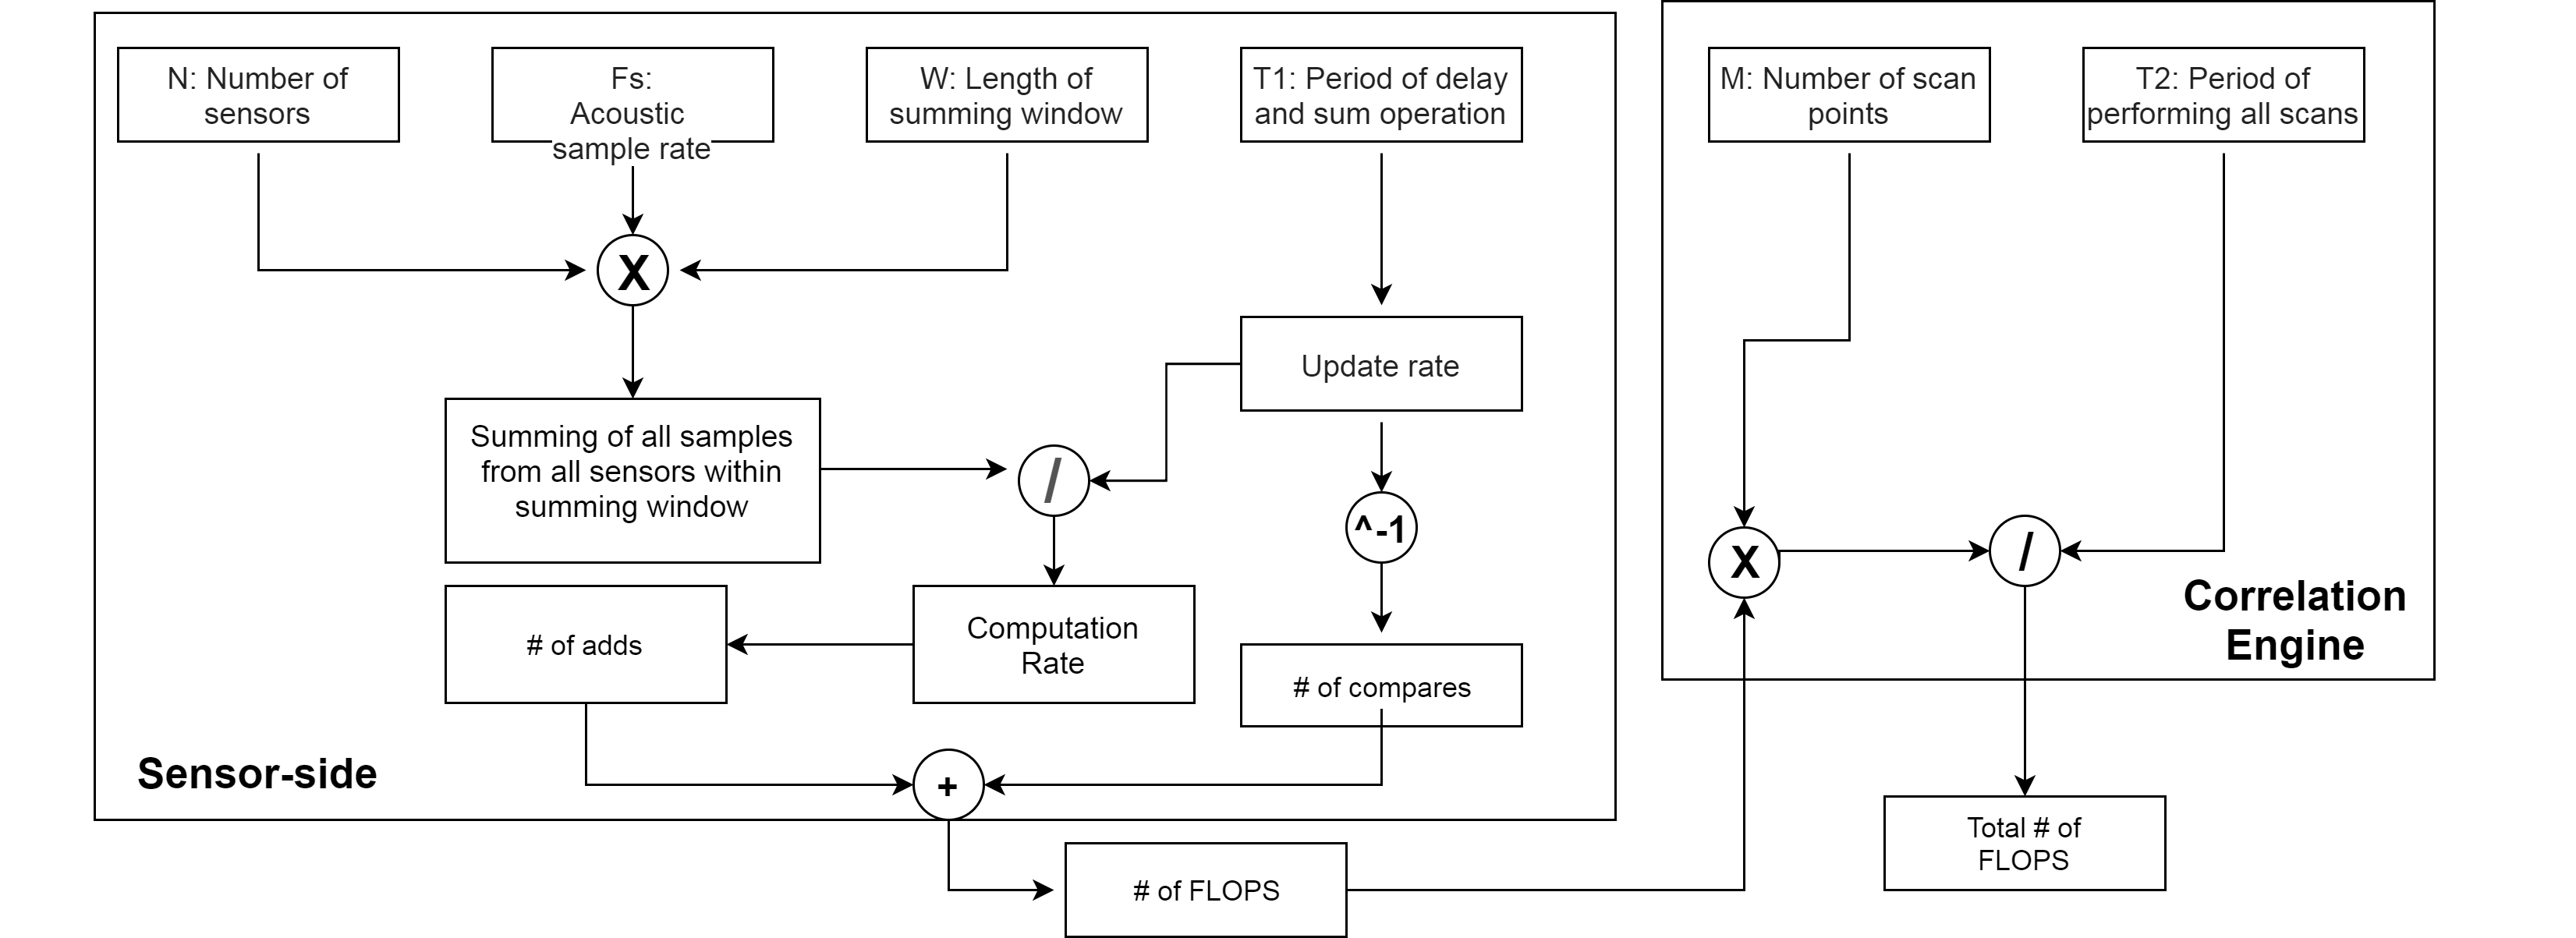 N: Number of
sensors
Fs:
Acoustic
sample rate
W: Length of
summing window
T1: Period of delay
and sum operation
M: Number of scan
points
T2: Period of
performing all scans
X
Update rate
Summing of all samples
from all sensors within
summing window
/
^-1
X
/
Correlation
Engine
# of adds
Computation
Rate
# of compares
Sensor-side
+
# of FLOPS
Total # of
FLOPS